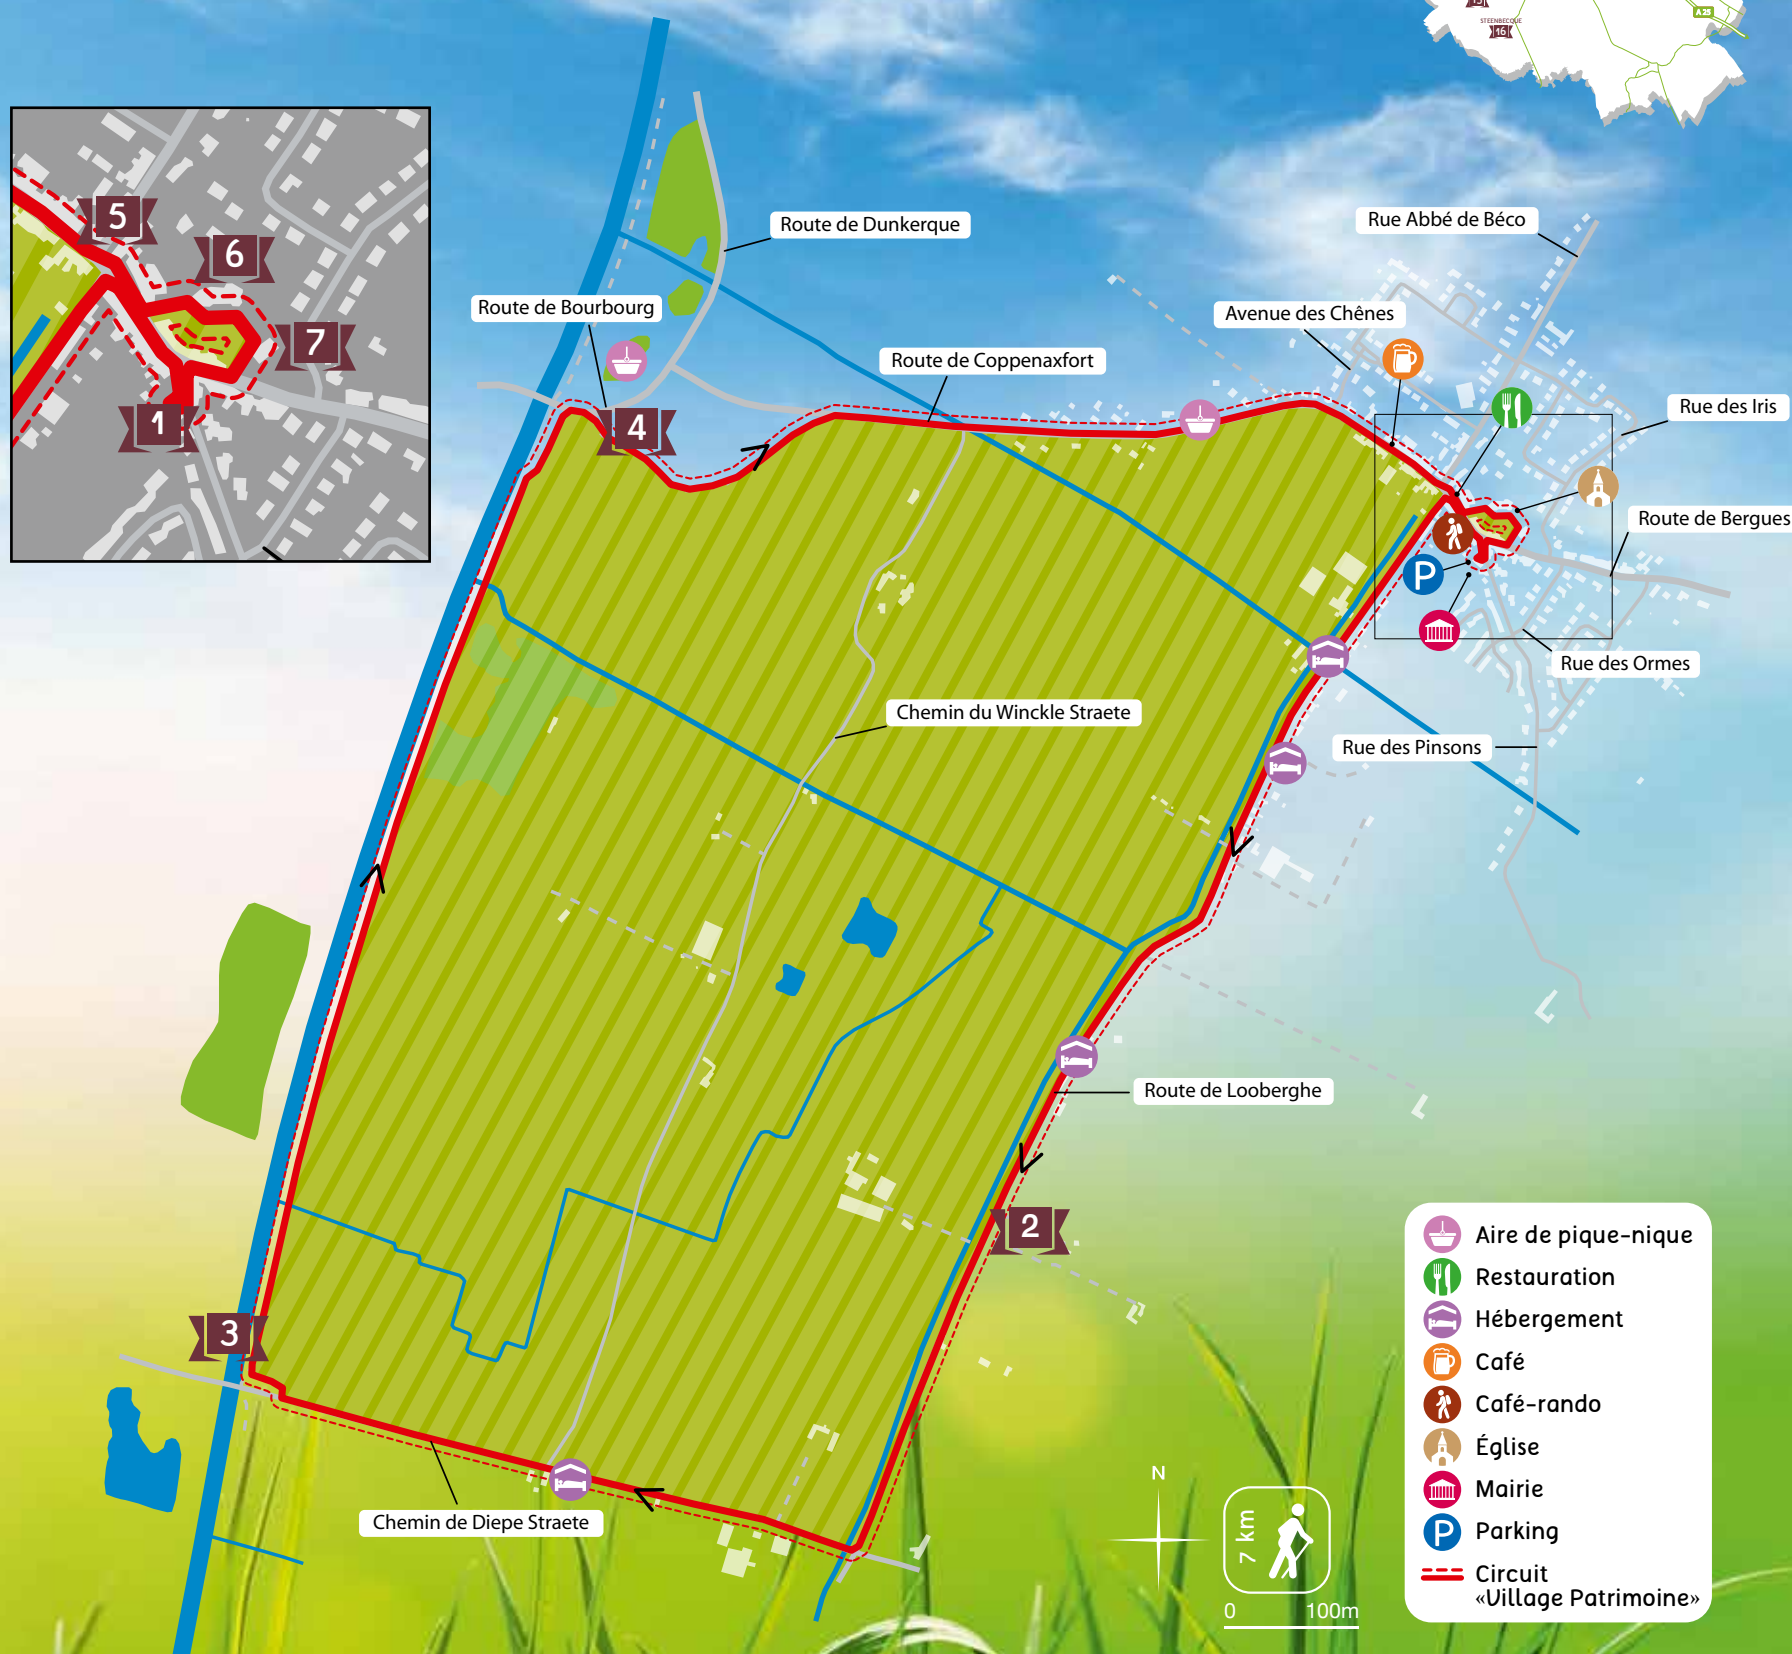 STEENBECQUE
16
A 25
5
6
7
1
Route de Dunkerque
Rue Abbé de Béco
Route de Bourbourg
Avenue des Chênes
Route de Coppenaxfort
Rue des Iris
4
Route de Bergues
P
Rue des Ormes
Chemin du Winckle Straete
Rue des Pinsons
Route de Looberghe
2
3
Chemin de Diepe Straete
N
7 km
0 100m
Aire de pique-nique
Restauration
Hébergement
Café
Café-rando
Église
Mairie
P Parking
Circuit
«Village Patrimoine»